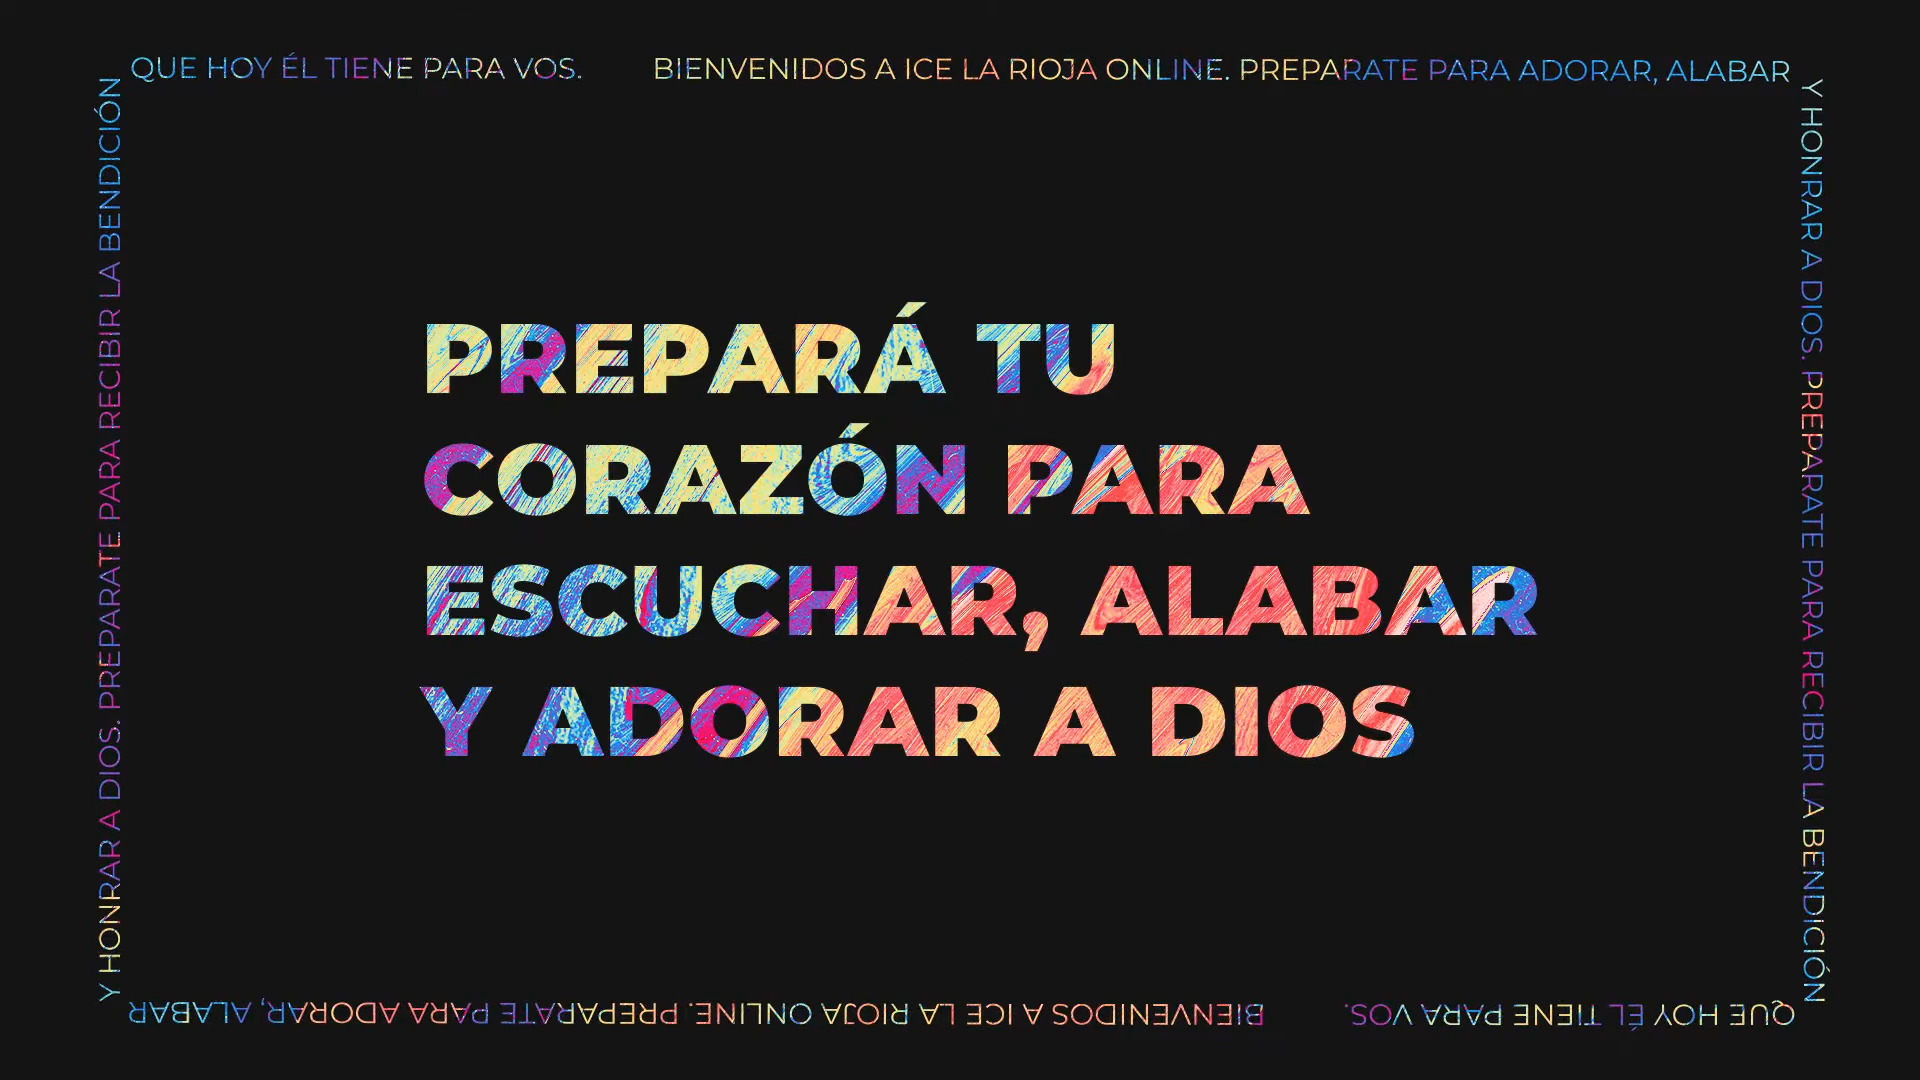 QUE HOY ÉL TIENE PARA VOS.
BIENVENIDOS A ICE LA RIOJA ONLINE. PREPARATE PARA ADORAR, ALABAR
Y HONRAR A DIOS. PREPARATE PARA RECIBIR LA BENDICIÓN
PREPARÁ TU
CORAZÓN PARA
ESCUCHAR, ALABAR
Y ADORAR A DIOS
Y HONRAR A DIOS. PREPARATE PARA RECIBIR LA BENDICIÓN
QUE HOY ÉL TIENE PARA VOS.
BIENVENIDOS A ICE LA RIOJA ONLINE. PREPARATE PARA ADORAR, ALABAR